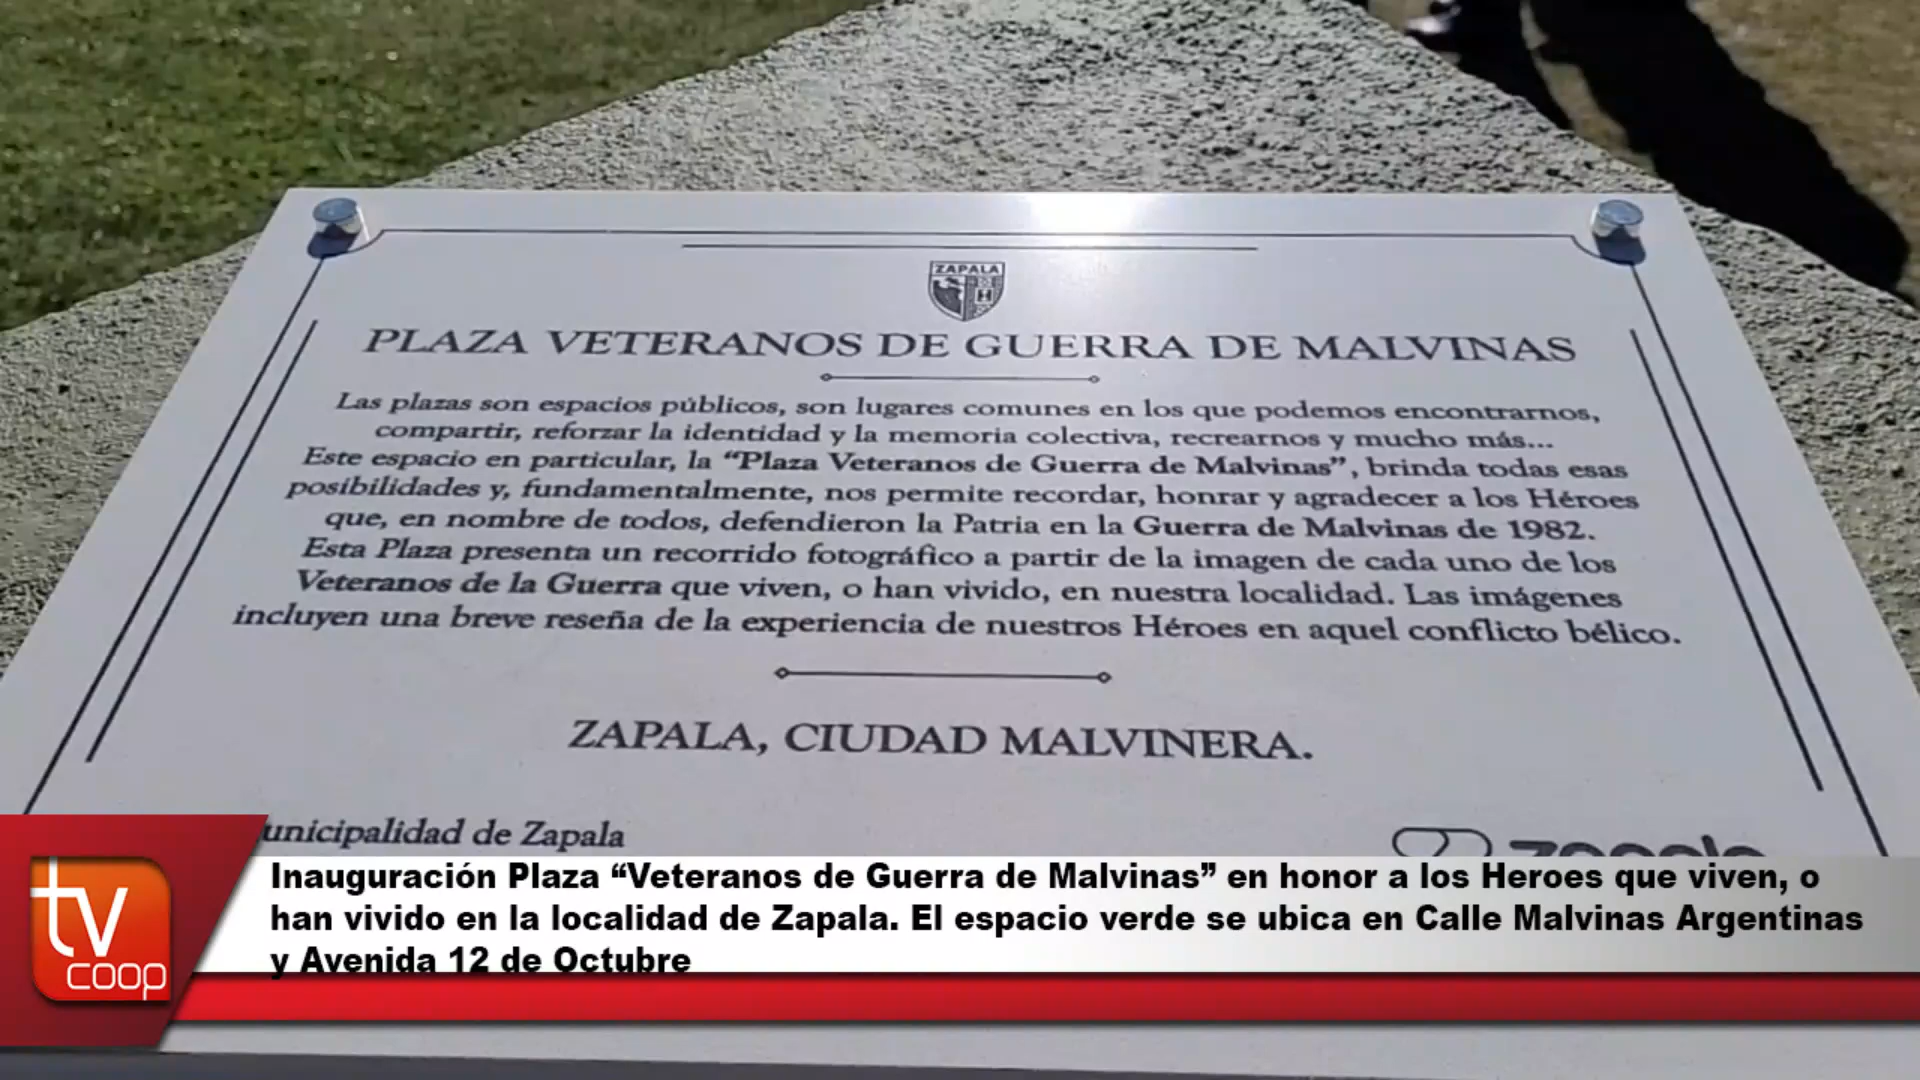 ZAPALA
PLAZA VETERANOS DE GUERRA DE MALVINAS
Las plazas son espacios públicos, son lugares comunes en los que podemos encontrarnos,
compartir, reforzar la identidad y la memoria colectiva, recrearnos y mucho más...
Este espacio en particular, la “Plaza Veteranos de Guerra de Malvinas”, brinda todas esas
posibilidades y, fundamentalmente, nos permite recordar, honrar y agradecer a los Héroes
que, en nombre de todos, defendieron la Patria en la Guerra de Malvinas de 1982.
Esta Plaza presenta un recorrido fotográfico a partir de la imagen de cada uno de los
Veteranos de la Guerra que viven, o han vivido, en nuestra localidad. Las imágenes
incluyen una breve reseña de la experiencia de nuestros Héroes en aquel conflicto bélico.
ZAPALA, CIUDAD MALVINERA.
unicipalidad de Zapala
zapala
tv
coop
Inauguración Plaza “Veteranos de Guerra de Malvinas” en honor a los Heroes que viven, o
han vivido en la localidad de Zapala. El espacio verde se ubica en Calle Malvinas Argentinas
y Avenida 12 de Octubre